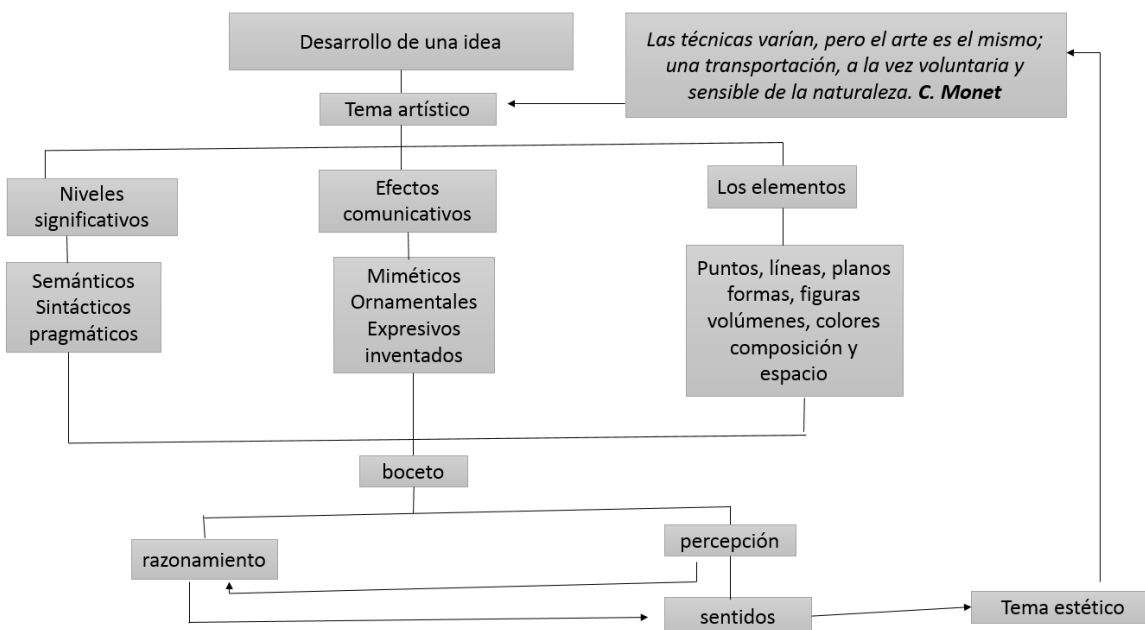 Desarrollo de una idea
Las técnicas varían, pero el arte es el mismo;
una transportación, a la vez voluntaria y
sensible de la naturaleza. C. Monet
Tema artístico
Niveles
significativos
Efectos
comunicativos
Los elementos
Semánticos
Sintácticos
pragmáticos
Miméticos
Ornamentales
Expresivos
inventados
Puntos, líneas, planos
formas, figuras
volúmenes, colores
composición y
espacio
boceto
razonamiento
percepción
sentidos
Tema estético